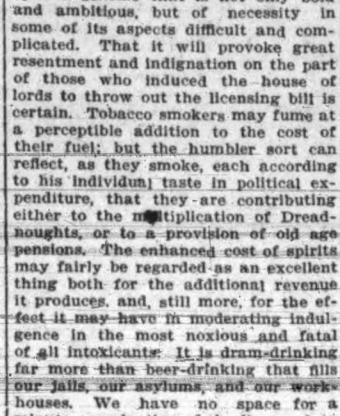 and ambitious, but of necessity in
some of its aspects difficult and com-
plicated. That it will provoke great
resentment and indignation on the part
of those who induced the house of
lords to throw out the licensing bill is
certain. Tobacco smokers may fume at
a perceptible addition to the cost of
their fuel; but the humbler sort can
reflect, as they smoke, each according
to his individual taste in political ex-
penditure, that they are contributing
either to the multiplication of Dread-
noughts, or to a provision of old age
pensions. The enhanced cost of spirits
may fairly be regarded as an excellent
thing both for the additional revenue
it produces. and, still more, for the ef-
fect it may have in moderating indul-
gence in the most noxious and fatal
of all intoxicants. It is dram-drinking
far more than beer-drinking that fills
our jails, our asylums, and our work-
houses. We have no space for a